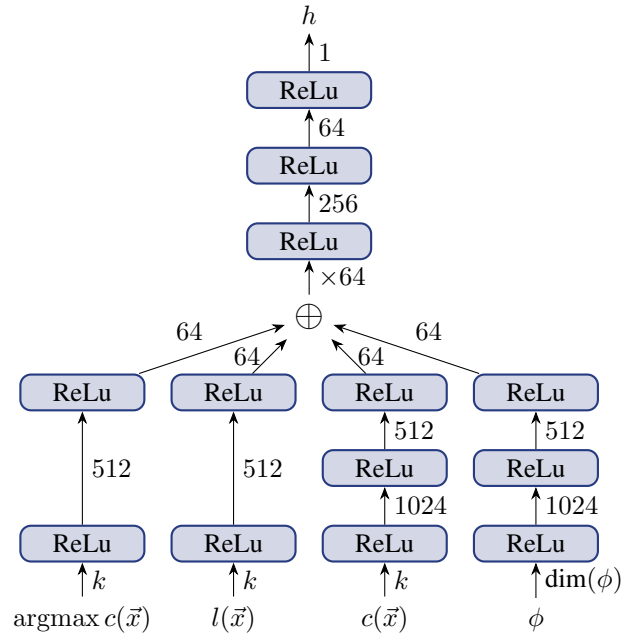 h
1
ReLu
64
ReLu
256
ReLu
×64
⊕
64 64 64 64
ReLu ReLu ReLu ReLu
512 512
512 512
ReLu ReLu
1024 1024
ReLu ReLu ReLu ReLu
k k k dim(ϕ)
argmax c(x⃗) l(x⃗) c(x⃗) ϕ